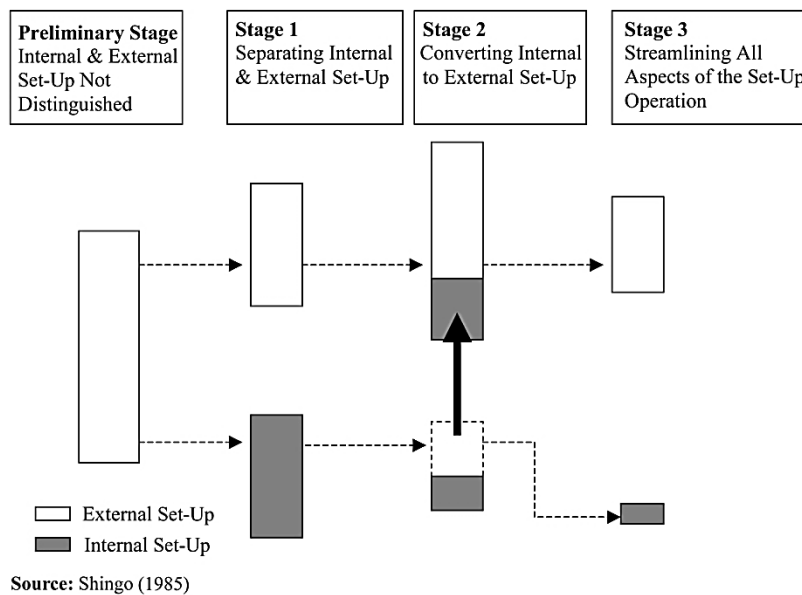 Preliminary Stage
Internal & External
Set-Up Not
Distinguished
Stage 1
Separating Internal
& External Set-Up
Stage 2
Converting Internal
to External Set-Up
Stage 3
Streamlining All
Aspects of the Set-Up
Operation
External Set-Up
Internal Set-Up
Source: Shingo (1985)